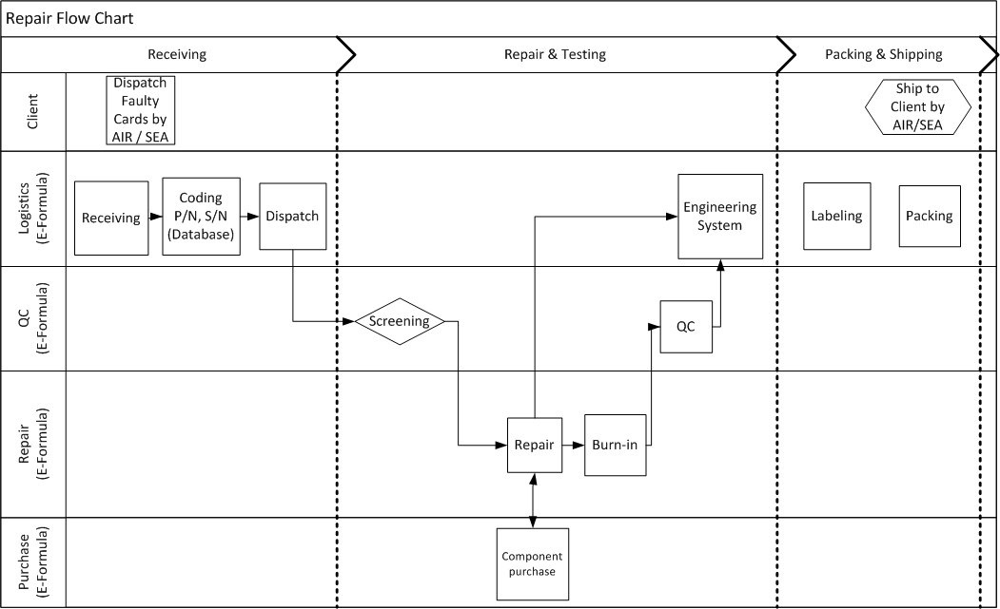 Repair Flow Chart
Receiving
Repair & Testing
Packing & Shipping
Client
Dispatch
Faulty
Cards by
AIR / SEA
Ship to
Client by
AIR/SEA
Logistics
(E-Formula)
Receiving
Coding
P/N, S/N
(Database)
Dispatch
Engineering
System
Labeling
Packing
QC
(E-Formula)
Screening
QC
Repair
(E-Formula)
Repair
Burn-in
Purchase
(E-Formula)
Component
purchase